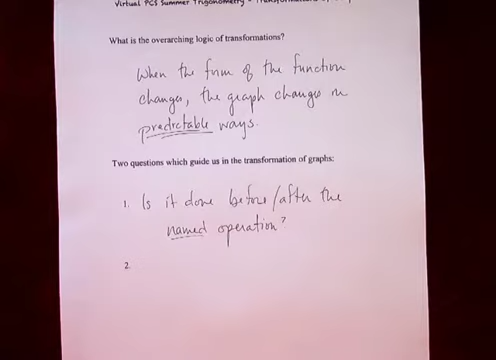 Virtual PCS Summer Trigonometry
What is the overarching logic of transformations?
When the form of the function
changes, the graph changes in
predictable ways.
Two questions which guide us in the transformation of graphs:
1. Is it done before/after the
named operation?
2